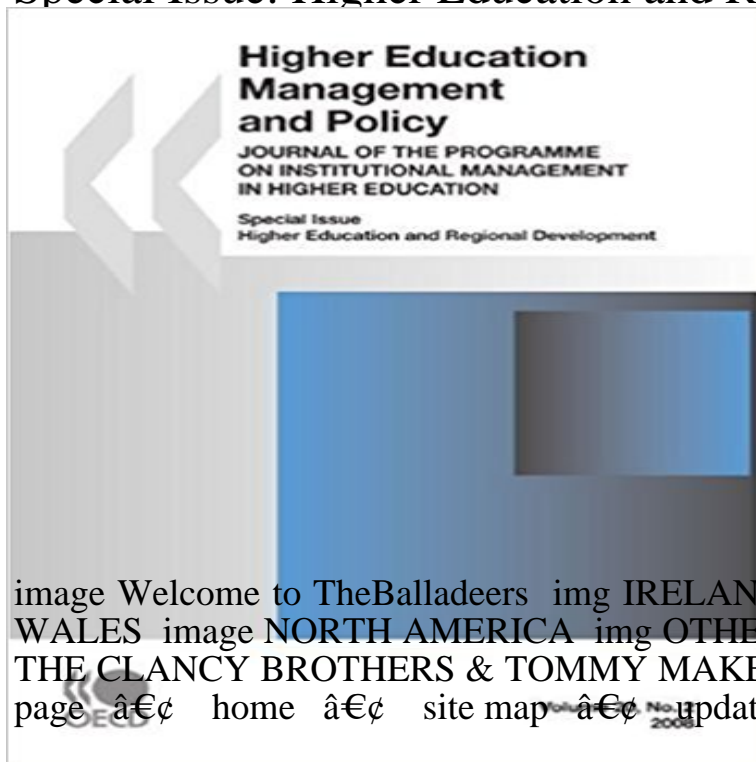 Special Issue: Higher Education and R
Higher Education
Management
and Policy
JOURNAL OF THE PROGRAMME
ON INSTITUTIONAL MANAGEMENT
IN HIGHER EDUCATION
Special Issue
Higher Education and Regional Development
image Welcome to TheBalladeers img IRELAN
WALES image NORTH AMERICA img OTHE
THE CLANCY BROTHERS & TOMMY MAKE
page • home • site map • updat
OECD
2008